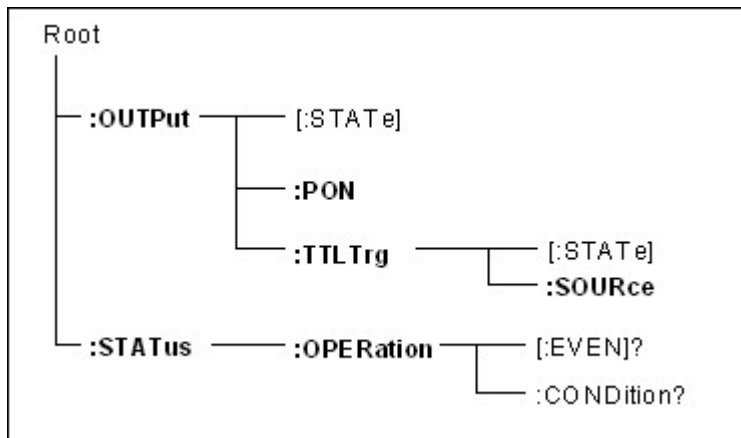 Root
:OUTPut [:STATe]
:PON
:TTLTrg [:STATe]
:SOURce
:STATus :OPERation [:EVEN]?
:CONDition?